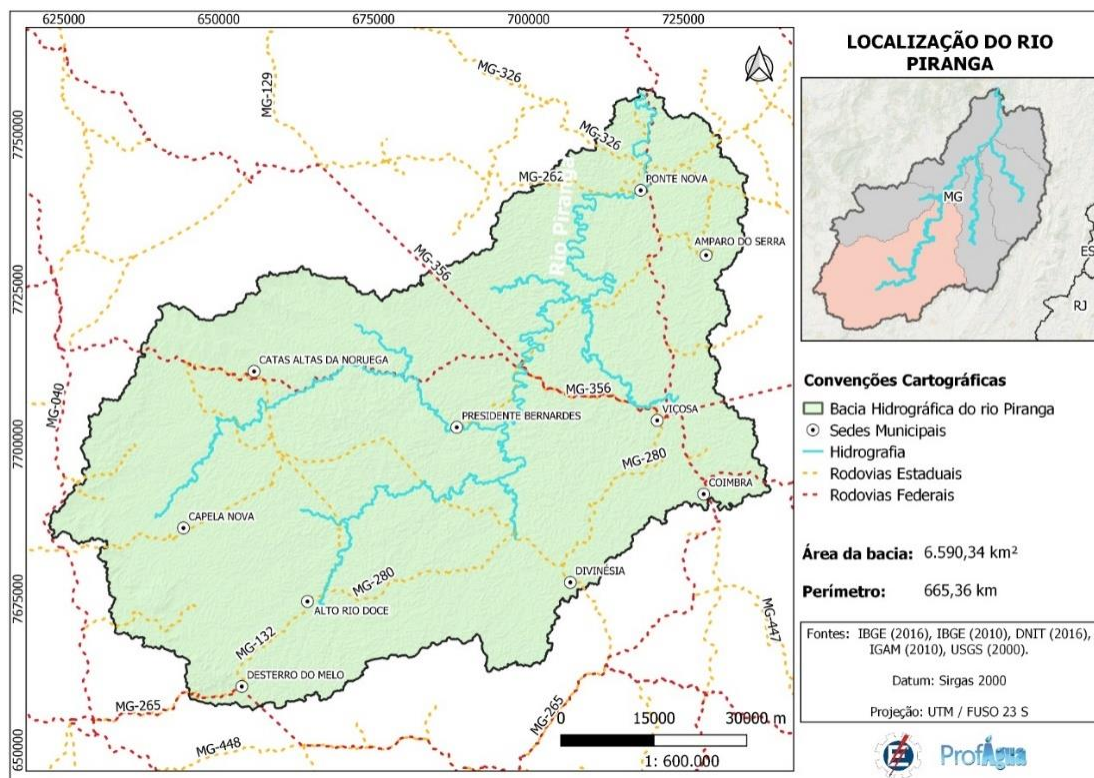 625000
650000
675000
700000
725000
7750000
7725000
7700000
7675000
7650000
MG-129
MG-326
MG-326
MG-262
PONTE NOVA
Rio Piranga
AMPARO DO SERRA
MG-356
CATAS ALTAS DA NORUEGA
MG-040
MG-356
PRESIDENTE BERNARDES
VIÇOSA
MG-280
COIMBRA
CAPELA NOVA
DIVINÉSIA
MG-280
ALTO RIO DOCE
MG-447
MG-132
DESTERRO DO MELO
MG-265
MG-265
MG-448
0 15000 30000 m
1: 600.000
LOCALIZAÇÃO DO RIO
PIRANGA
MG
ES
RJ
Convenções Cartográficas
Bacia Hidrográfica do rio Piranga
Sedes Municipais
Hidrografia
Rodovias Estaduais
Rodovias Federais
Área da bacia: 6.590,34 km²
Perímetro: 665,36 km
Fontes: IBGE (2016), IBGE (2010), DNIT (2016),
IGAM (2010), USGS (2000).
Datum: Sirgas 2000
Projeção: UTM / FUSO 23 S
ProfÁgua